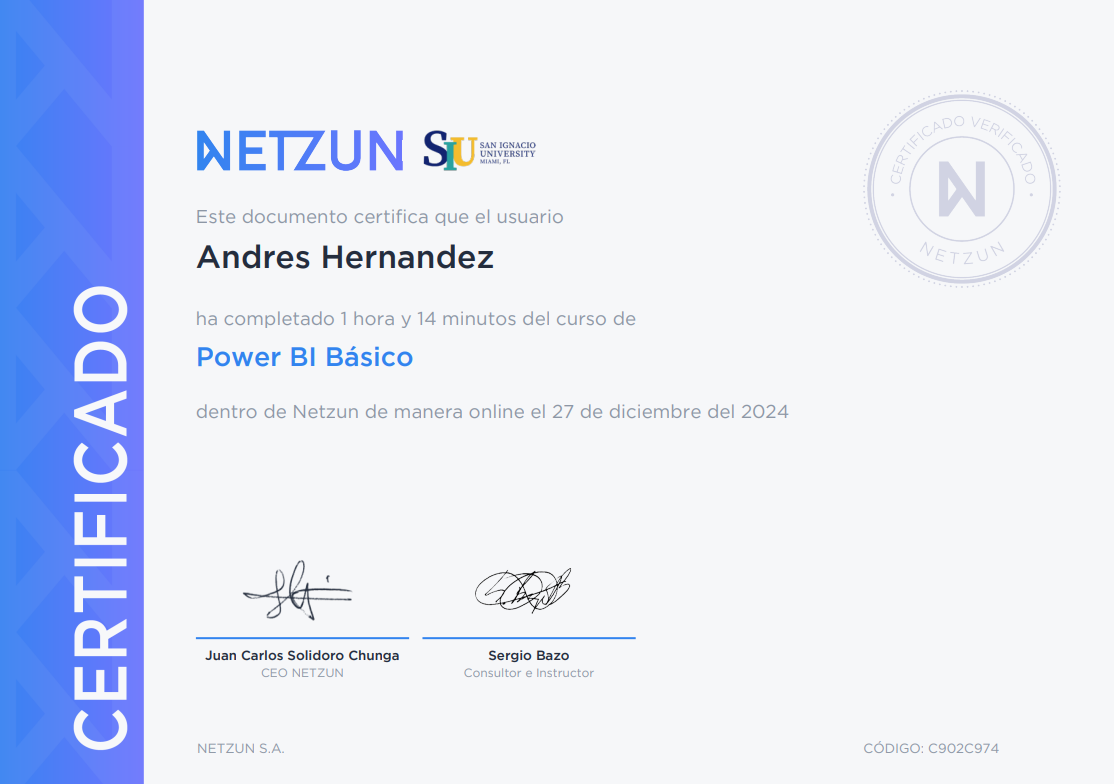 CERTIFICADO
NETZUN
SIU
SAN IGNACIO
UNIVERSITY
MIAMI, FL
CERTIFICADO VERIFICADO
N
NETZUN
Este documento certifica que el usuario
Andres Hernandez
ha completado 1 hora y 14 minutos del curso de
Power BI Básico
dentro de Netzun de manera online el 27 de diciembre del 2024
Juan Carlos Solidoro Chunga
CEO NETZUN
Sergio Bazo
Consultor e Instructor
NETZUN S.A.
CÓDIGO: C902C974